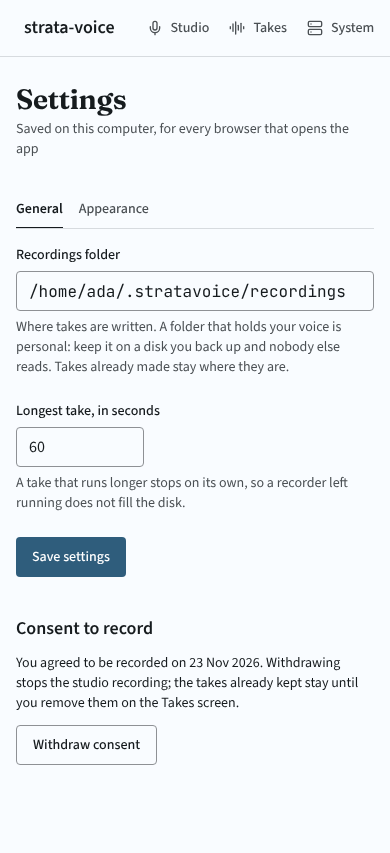 strata-voice
Studio
Takes
System
Settings
Saved on this computer, for every browser that opens the
app
General
Appearance
Recordings folder
/home/ada/.stratavoice/recordings
Where takes are written. A folder that holds your voice is
personal: keep it on a disk you back up and nobody else
reads. Takes already made stay where they are.
Longest take, in seconds
60
A take that runs longer stops on its own, so a recorder left
running does not fill the disk.
Save settings
Consent to record
You agreed to be recorded on 23 Nov 2026. Withdrawing
stops the studio recording; the takes already kept stay until
you remove them on the Takes screen.
Withdraw consent